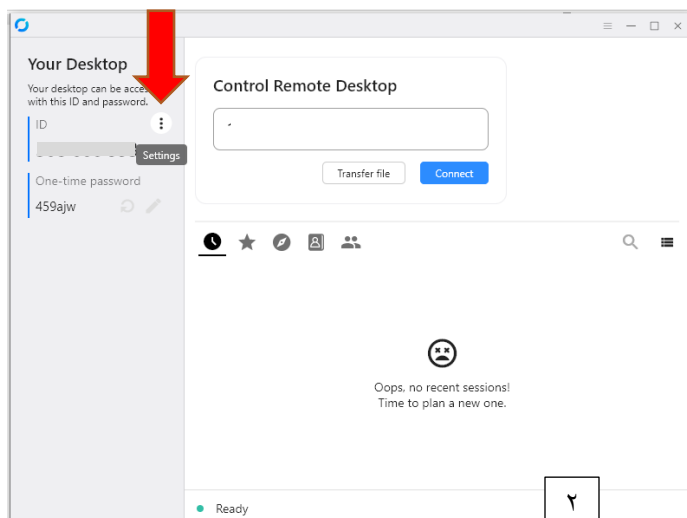 Your Desktop
Your desktop can be acce
with this ID and password.
ID
Settings
One-time password
459ajw
Control Remote Desktop
Transfer file
Connect
Oops, no recent sessions!
Time to plan a new one.
Ready
٢